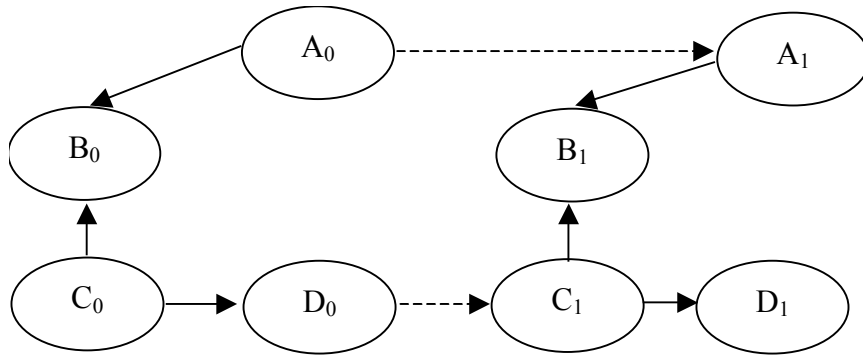 A₀ A₁
B₀ B₁
C₀ D₀ C₁ D₁